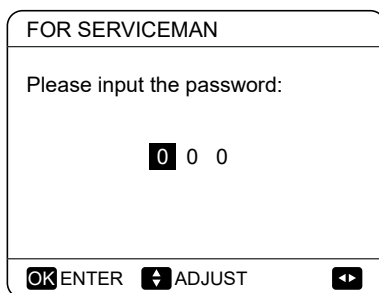 FOR SERVICEMAN
Please input the password:
0 0 0
OK ENTER ADJUST